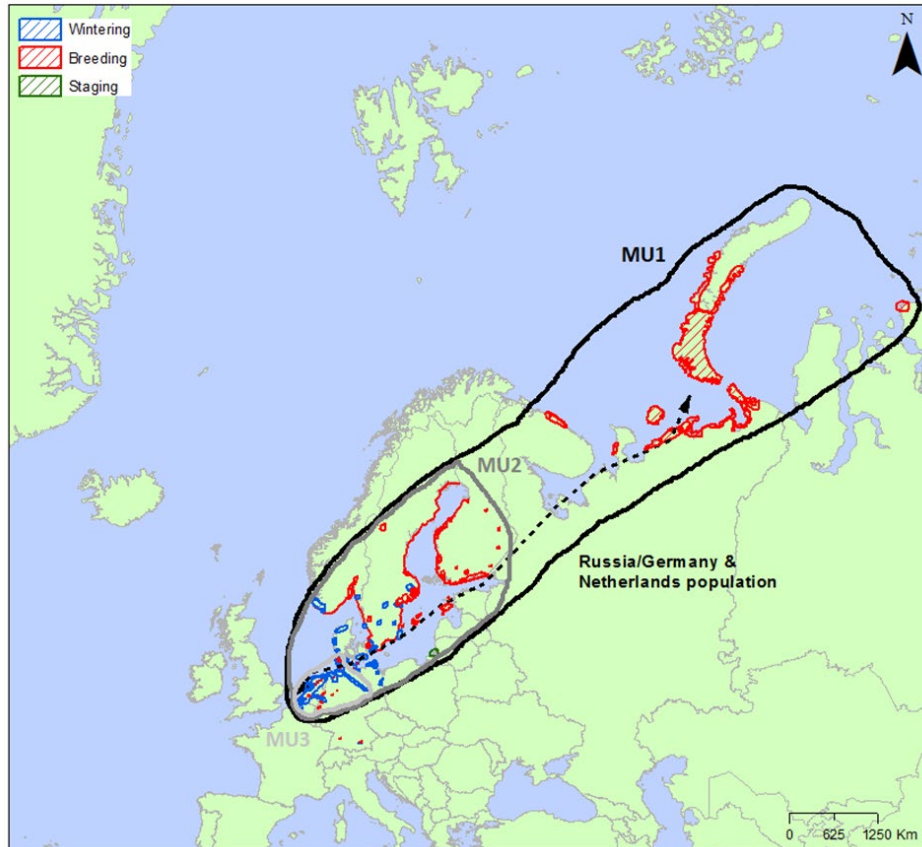 Wintering
Breeding
Staging
N
MU1
MU2
Russia/Germany &
Netherlands population
MU3
0 625 1250 Km